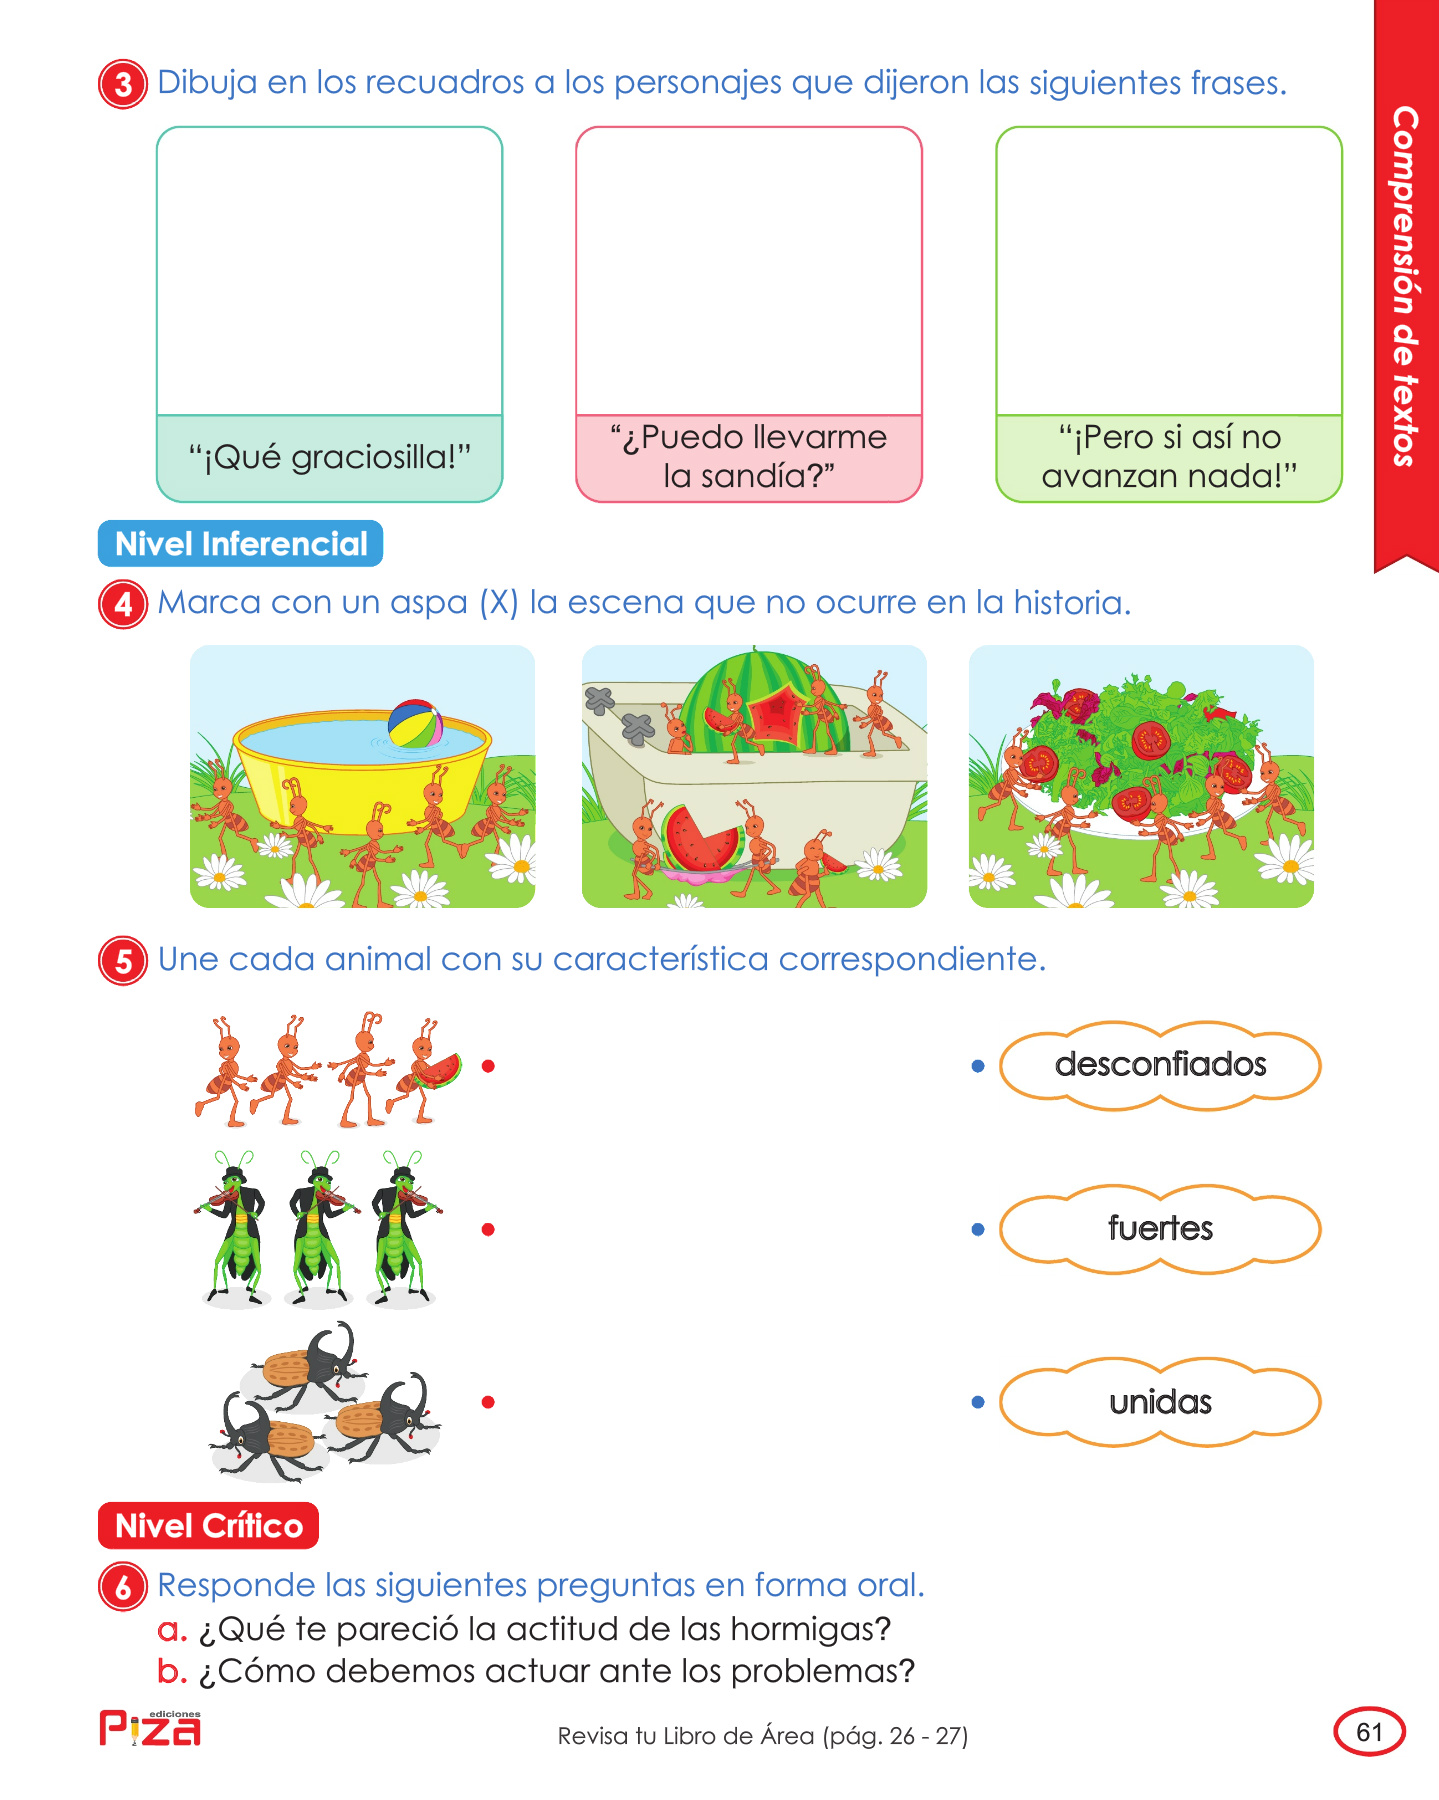 3 Dibuja en los recuadros a los personajes que dijeron las siguientes frases.
“¡Qué graciosilla!”
“¿Puedo llevarme
la sandía?”
“¡Pero si así no
avanzan nada!”
Comprensión de textos
Nivel Inferencial
4 Marca con un aspa (X) la escena que no ocurre en la historia.
5 Une cada animal con su característica correspondiente.
desconfiados
fuertes
unidas
Nivel Crítico
6 Responde las siguientes preguntas en forma oral.
a. ¿Qué te pareció la actitud de las hormigas?
b. ¿Cómo debemos actuar ante los problemas?
ediciones
Piza
Revisa tu Libro de Área (pág. 26 - 27)
61